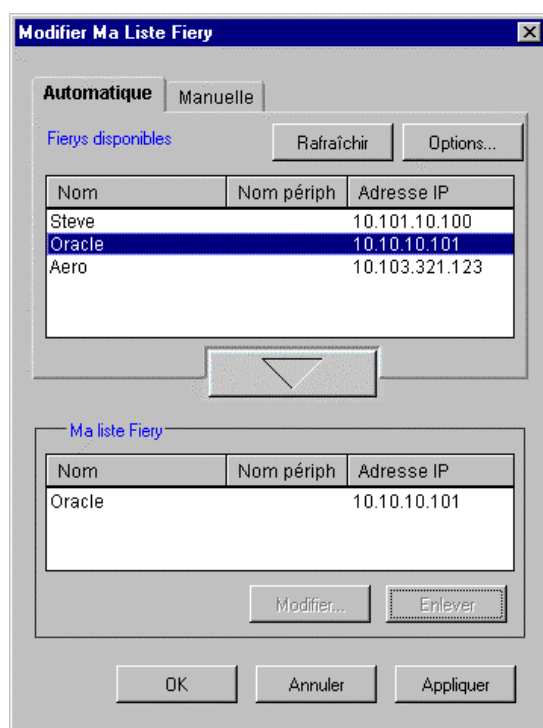 Modifier Ma Liste Fiery
Automatique Manuelle
Fierys disponibles Rafraîchir Options...
Nom Nom périph Adresse IP
Steve 10.101.10.100
Oracle 10.10.10.101
Aero 10.103.321.123
Ma liste Fiery
Nom Nom périph Adresse IP
Oracle 10.10.10.101
Modifier... Enlever
OK Annuler Appliquer